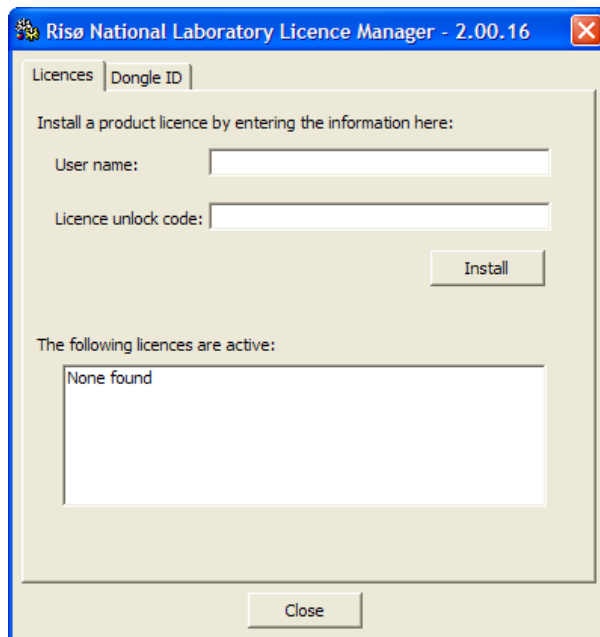 Risø National Laboratory Licence Manager - 2.00.16
Licences
Dongle ID
Install a product licence by entering the information here:
User name:
Licence unlock code:
Install
The following licences are active:
None found
Close